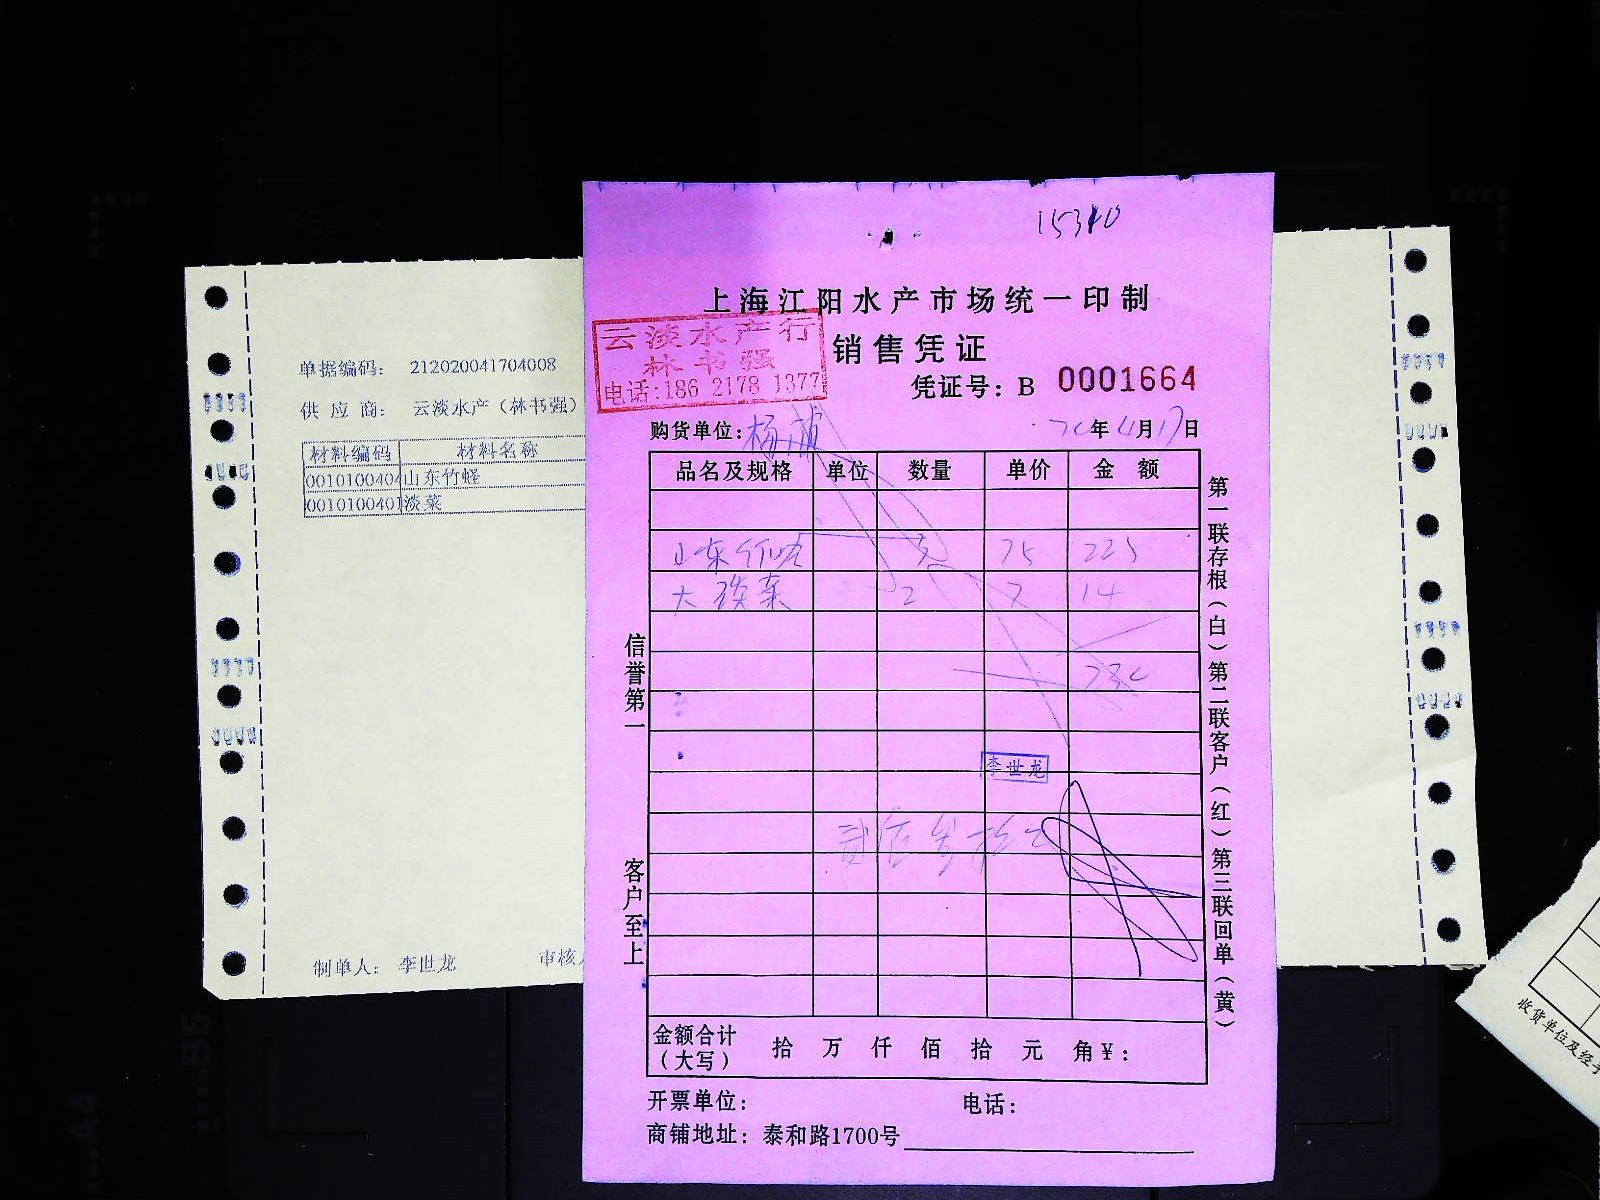 15340
上海江阳水产市场统一印制
云淡水产行
林书强
电话:186 2178 1377
销售凭证
凭证号: B 0001664
购货单位: 杨浦 年4月17日
品名及规格 单位 数量 单价 金额
山东竹蛏 3 75 225
大淡菜 2 7 14
李世龙
金额合计(大写) 拾 万 仟 佰 拾 元 角 ¥:
开票单位: 电话:
商铺地址: 泰和路1700号
信誉第一 客户至上
第一联存根(白)第二联客户(红)第三联回单(黄)
单据编码: 212020041704008
供应商: 云淡水产(林书强)
材料编码 材料名称
0010100404 山东竹蛏
0010100401 淡菜
制单人: 李世龙 审核
收货单位及经手